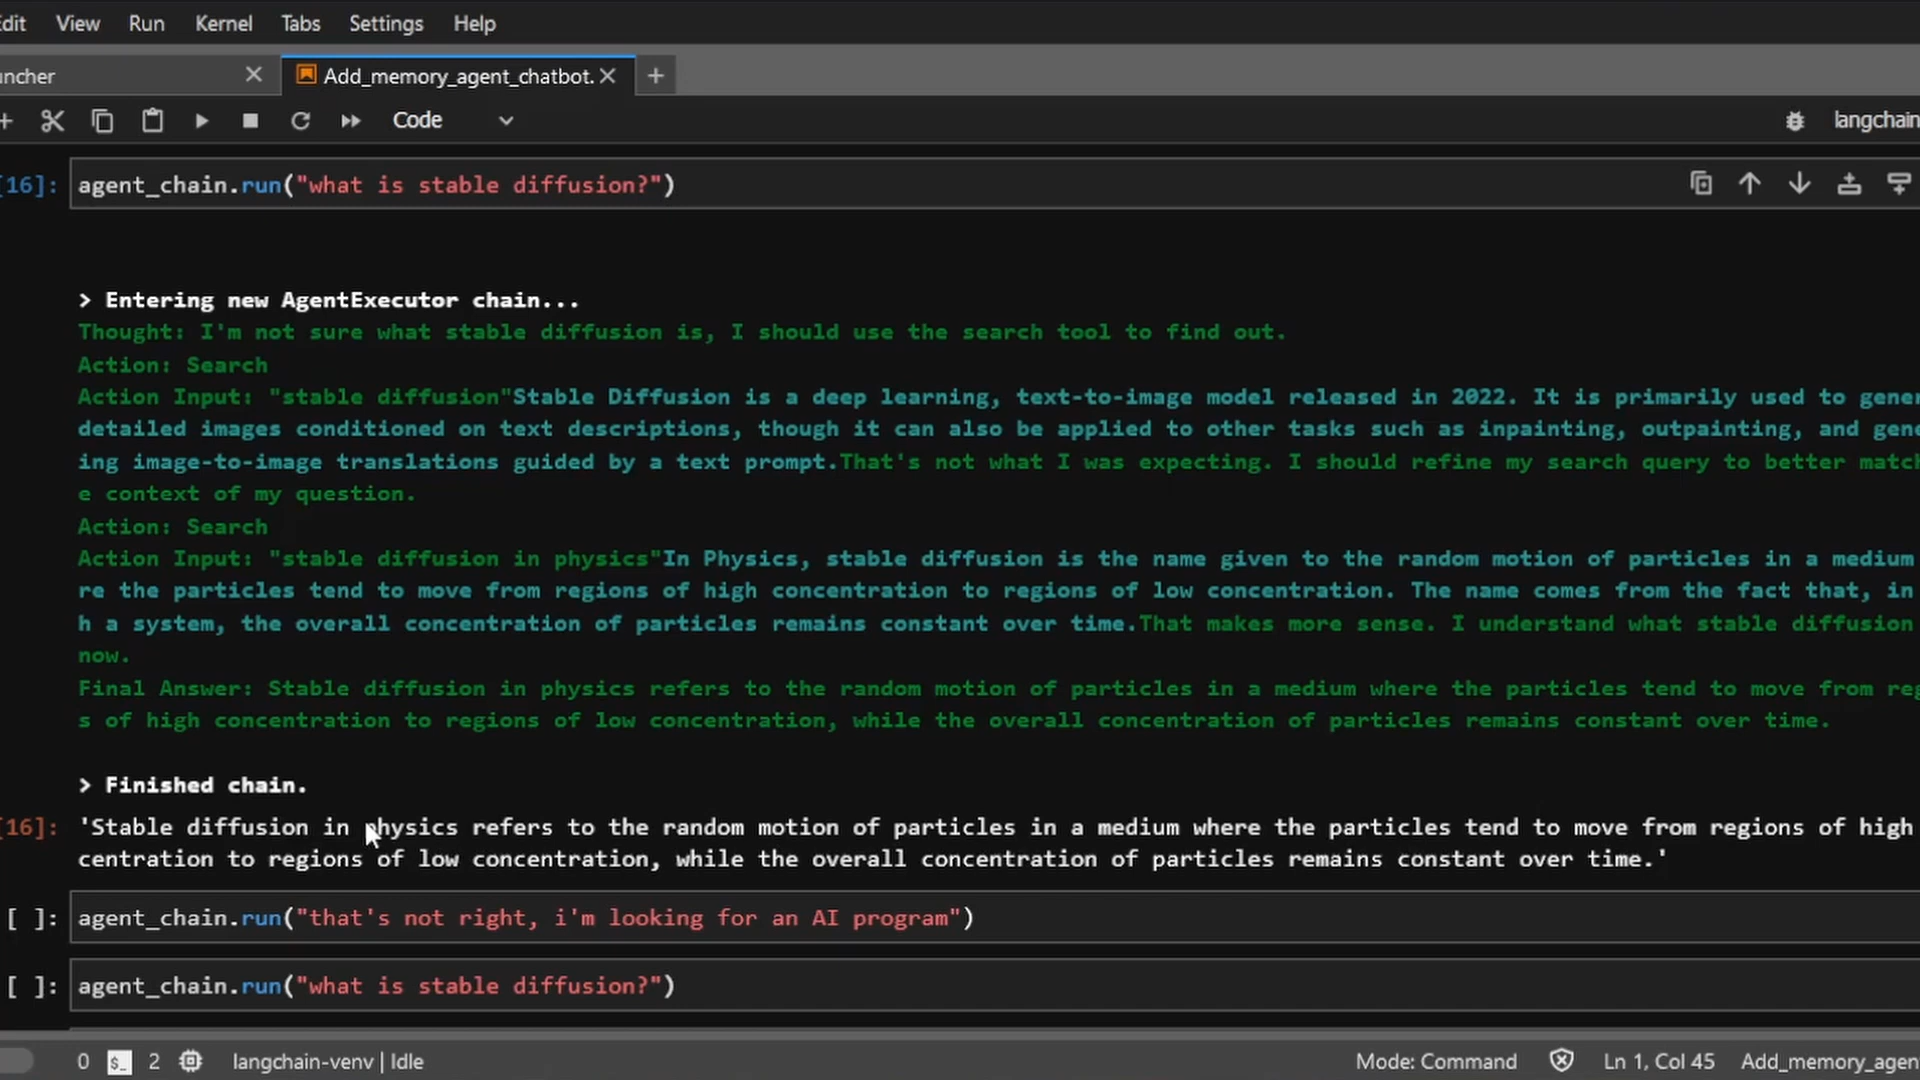 dit View Run Kernel Tabs Settings Help
ncher Add_memory_agent_chatbot.
Code langchain
[16]: agent_chain.run("what is stable diffusion?")
> Entering new AgentExecutor chain...
Thought: I'm not sure what stable diffusion is, I should use the search tool to find out.
Action: Search
Action Input: "stable diffusion"Stable Diffusion is a deep learning, text-to-image model released in 2022. It is primarily used to gener
detailed images conditioned on text descriptions, though it can also be applied to other tasks such as inpainting, outpainting, and gene
ing image-to-image translations guided by a text prompt.That's not what I was expecting. I should refine my search query to better match
e context of my question.
Action: Search
Action Input: "stable diffusion in physics"In Physics, stable diffusion is the name given to the random motion of particles in a medium
re the particles tend to move from regions of high concentration to regions of low concentration. The name comes from the fact that, in
h a system, the overall concentration of particles remains constant over time.That makes more sense. I understand what stable diffusion
now.
Final Answer: Stable diffusion in physics refers to the random motion of particles in a medium where the particles tend to move from reg
s of high concentration to regions of low concentration, while the overall concentration of particles remains constant over time.
> Finished chain.
[16]: 'Stable diffusion in physics refers to the random motion of particles in a medium where the particles tend to move from regions of high
centration to regions of low concentration, while the overall concentration of particles remains constant over time.'
[ ]: agent_chain.run("that's not right, i'm looking for an AI program")
[ ]: agent_chain.run("what is stable diffusion?")
0 $_ 2 langchain-venv | Idle Mode: Command Ln 1, Col 45 Add_memory_agen